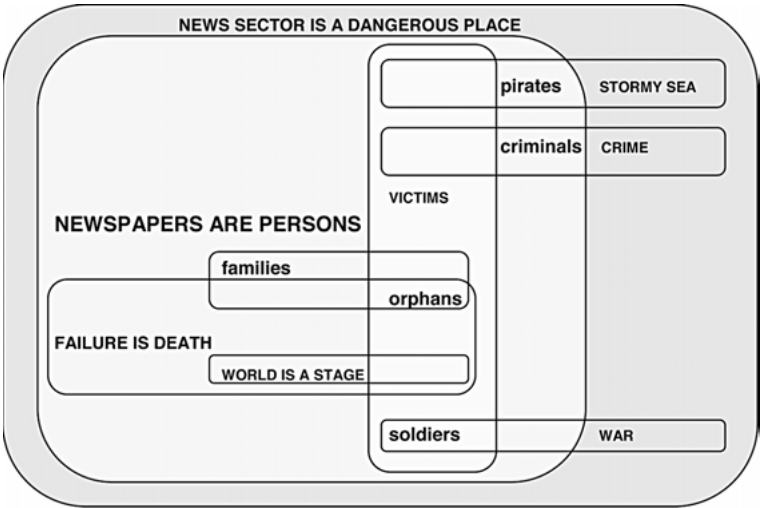 NEWS SECTOR IS A DANGEROUS PLACE
pirates STORMY SEA
criminals CRIME
VICTIMS
NEWSPAPERS ARE PERSONS
families
orphans
FAILURE IS DEATH
WORLD IS A STAGE
soldiers WAR